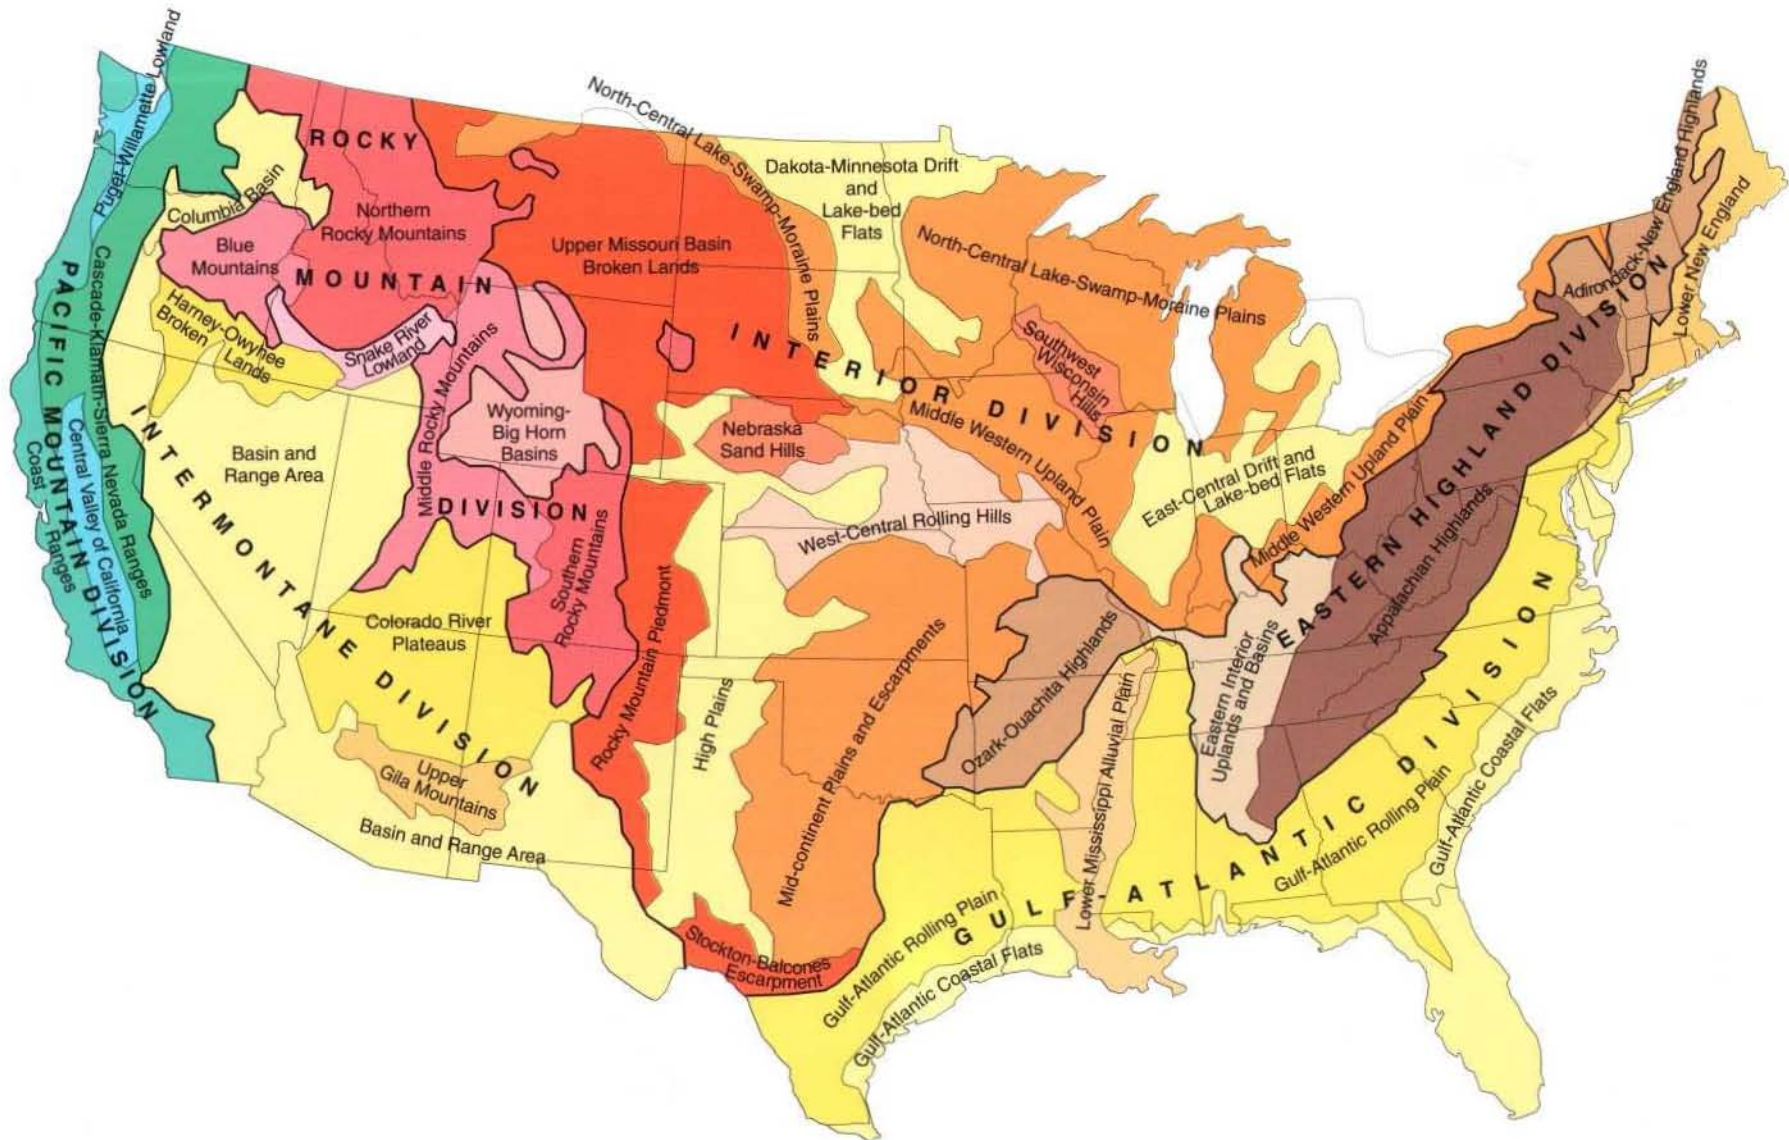 Puget-Willamette Lowland
North-Central Lake-Swamp-Moraine Plains
ROCKY
MOUNTAIN
DIVISION
Northern
Rocky Mountains
Columbia Basin
Blue
Mountains
Harney-Owyhee
Broken Lands
Snake River
Lowland
Middle Rocky Mountains
Wyoming-
Big Horn
Basins
Southern
Rocky Mountains
PACIFIC MOUNTAIN DIVISION
Cascade-Klamath-Sierra Nevada Ranges
Central Valley of California
Coast
Ranges
INTERMONTANE DIVISION
Basin and
Range Area
Colorado River
Plateaus
Upper
Gila Mountains
Basin and Range Area
INTERIOR DIVISION
Upper Missouri Basin
Broken Lands
Dakota-Minnesota Drift
and
Lake-bed
Flats
North-Central Lake-Swamp-Moraine Plains
Southwest
Wisconsin
Hills
Nebraska
Sand Hills
Middle Western Upland Plain
West-Central Rolling Hills
East-Central Drift and
Lake-bed Flats
Middle Western Upland Plain
Rocky Mountain Piedmont
High Plains
Mid-continent Plains and Escarpments
Ozark-Ouachita Highlands
Stockton-Balcones
Escarpment
EASTERN HIGHLAND DIVISION
Adirondack-New England Highlands
Lower New England
Appalachian Highlands
Eastern Interior
Uplands and Basins
GULF-ATLANTIC DIVISION
Lower Mississippi Alluvial Plain
Gulf-Atlantic Rolling Plain
Gulf-Atlantic Coastal Flats
Gulf-Atlantic Rolling Plain
Gulf-Atlantic Coastal Flats